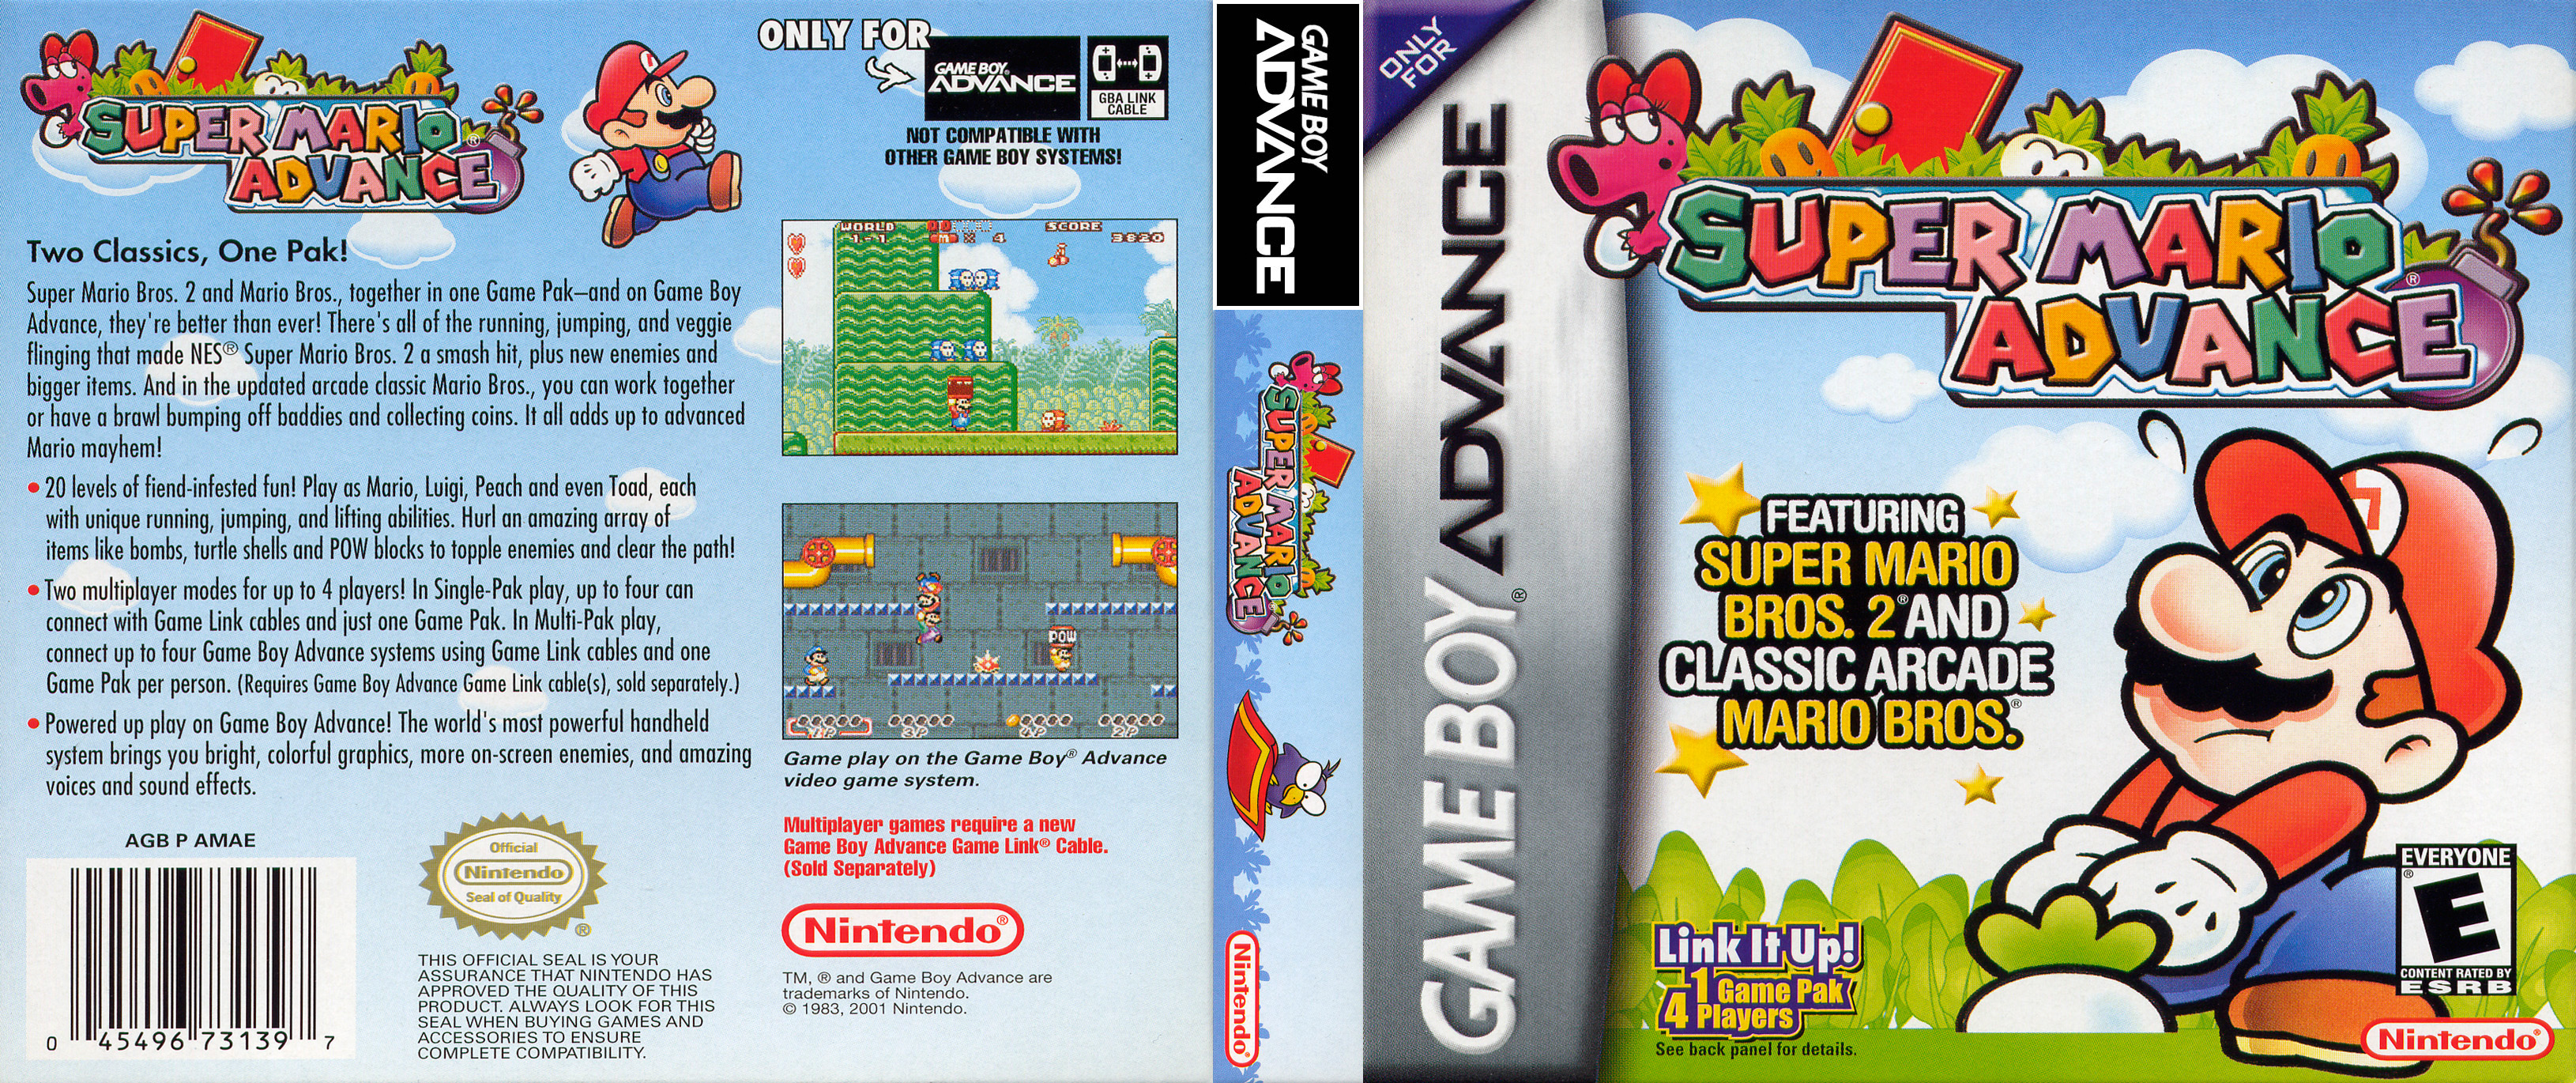 SUPER MARIO
ADVANCE®
ONLY FOR
GAME BOY®
ADVANCE
GBA LINK
CABLE
NOT COMPATIBLE WITH
OTHER GAME BOY SYSTEMS!
Two Classics, One Pak!
Super Mario Bros. 2 and Mario Bros., together in one Game Pak–and on Game Boy
Advance, they're better than ever! There's all of the running, jumping, and veggie
flinging that made NES® Super Mario Bros. 2 a smash hit, plus new enemies and
bigger items. And in the updated arcade classic Mario Bros., you can work together
or have a brawl bumping off baddies and collecting coins. It all adds up to advanced
Mario mayhem!
• 20 levels of fiend-infested fun! Play as Mario, Luigi, Peach and even Toad, each
with unique running, jumping, and lifting abilities. Hurl an amazing array of
items like bombs, turtle shells and POW blocks to topple enemies and clear the path!
• Two multiplayer modes for up to 4 players! In Single-Pak play, up to four can
connect with Game Link cables and just one Game Pak. In Multi-Pak play,
connect up to four Game Boy Advance systems using Game Link cables and one
Game Pak per person. (Requires Game Boy Advance Game Link cable(s), sold separately.)
• Powered up play on Game Boy Advance! The world's most powerful handheld
system brings you bright, colorful graphics, more on-screen enemies, and amazing
voices and sound effects.
WORLD
1-1
× 4
SCORE
3820
POW
1P 3P 4P 2P
Game play on the Game Boy® Advance
video game system.
Multiplayer games require a new
Game Boy Advance Game Link® Cable.
(Sold Separately)
Nintendo®
TM, ® and Game Boy Advance are
trademarks of Nintendo.
© 1983, 2001 Nintendo.
AGB P AMAE
0 45496 73139 7
Official
Nintendo
Seal of Quality
®
THIS OFFICIAL SEAL IS YOUR
ASSURANCE THAT NINTENDO HAS
APPROVED THE QUALITY OF THIS
PRODUCT. ALWAYS LOOK FOR THIS
SEAL WHEN BUYING GAMES AND
ACCESSORIES TO ENSURE
COMPLETE COMPATIBILITY.
GAME BOY
ADVANCE
SUPER MARIO
ADVANCE
Nintendo®
ONLY
FOR
GAME BOY ADVANCE®
SUPER MARIO
ADVANCE®
FEATURING
SUPER MARIO
BROS. 2® AND
CLASSIC ARCADE
MARIO BROS.®
Link It Up!
1 Game Pak
4 Players
See back panel for details.
EVERYONE
®
E
CONTENT RATED BY
ESRB
Nintendo®